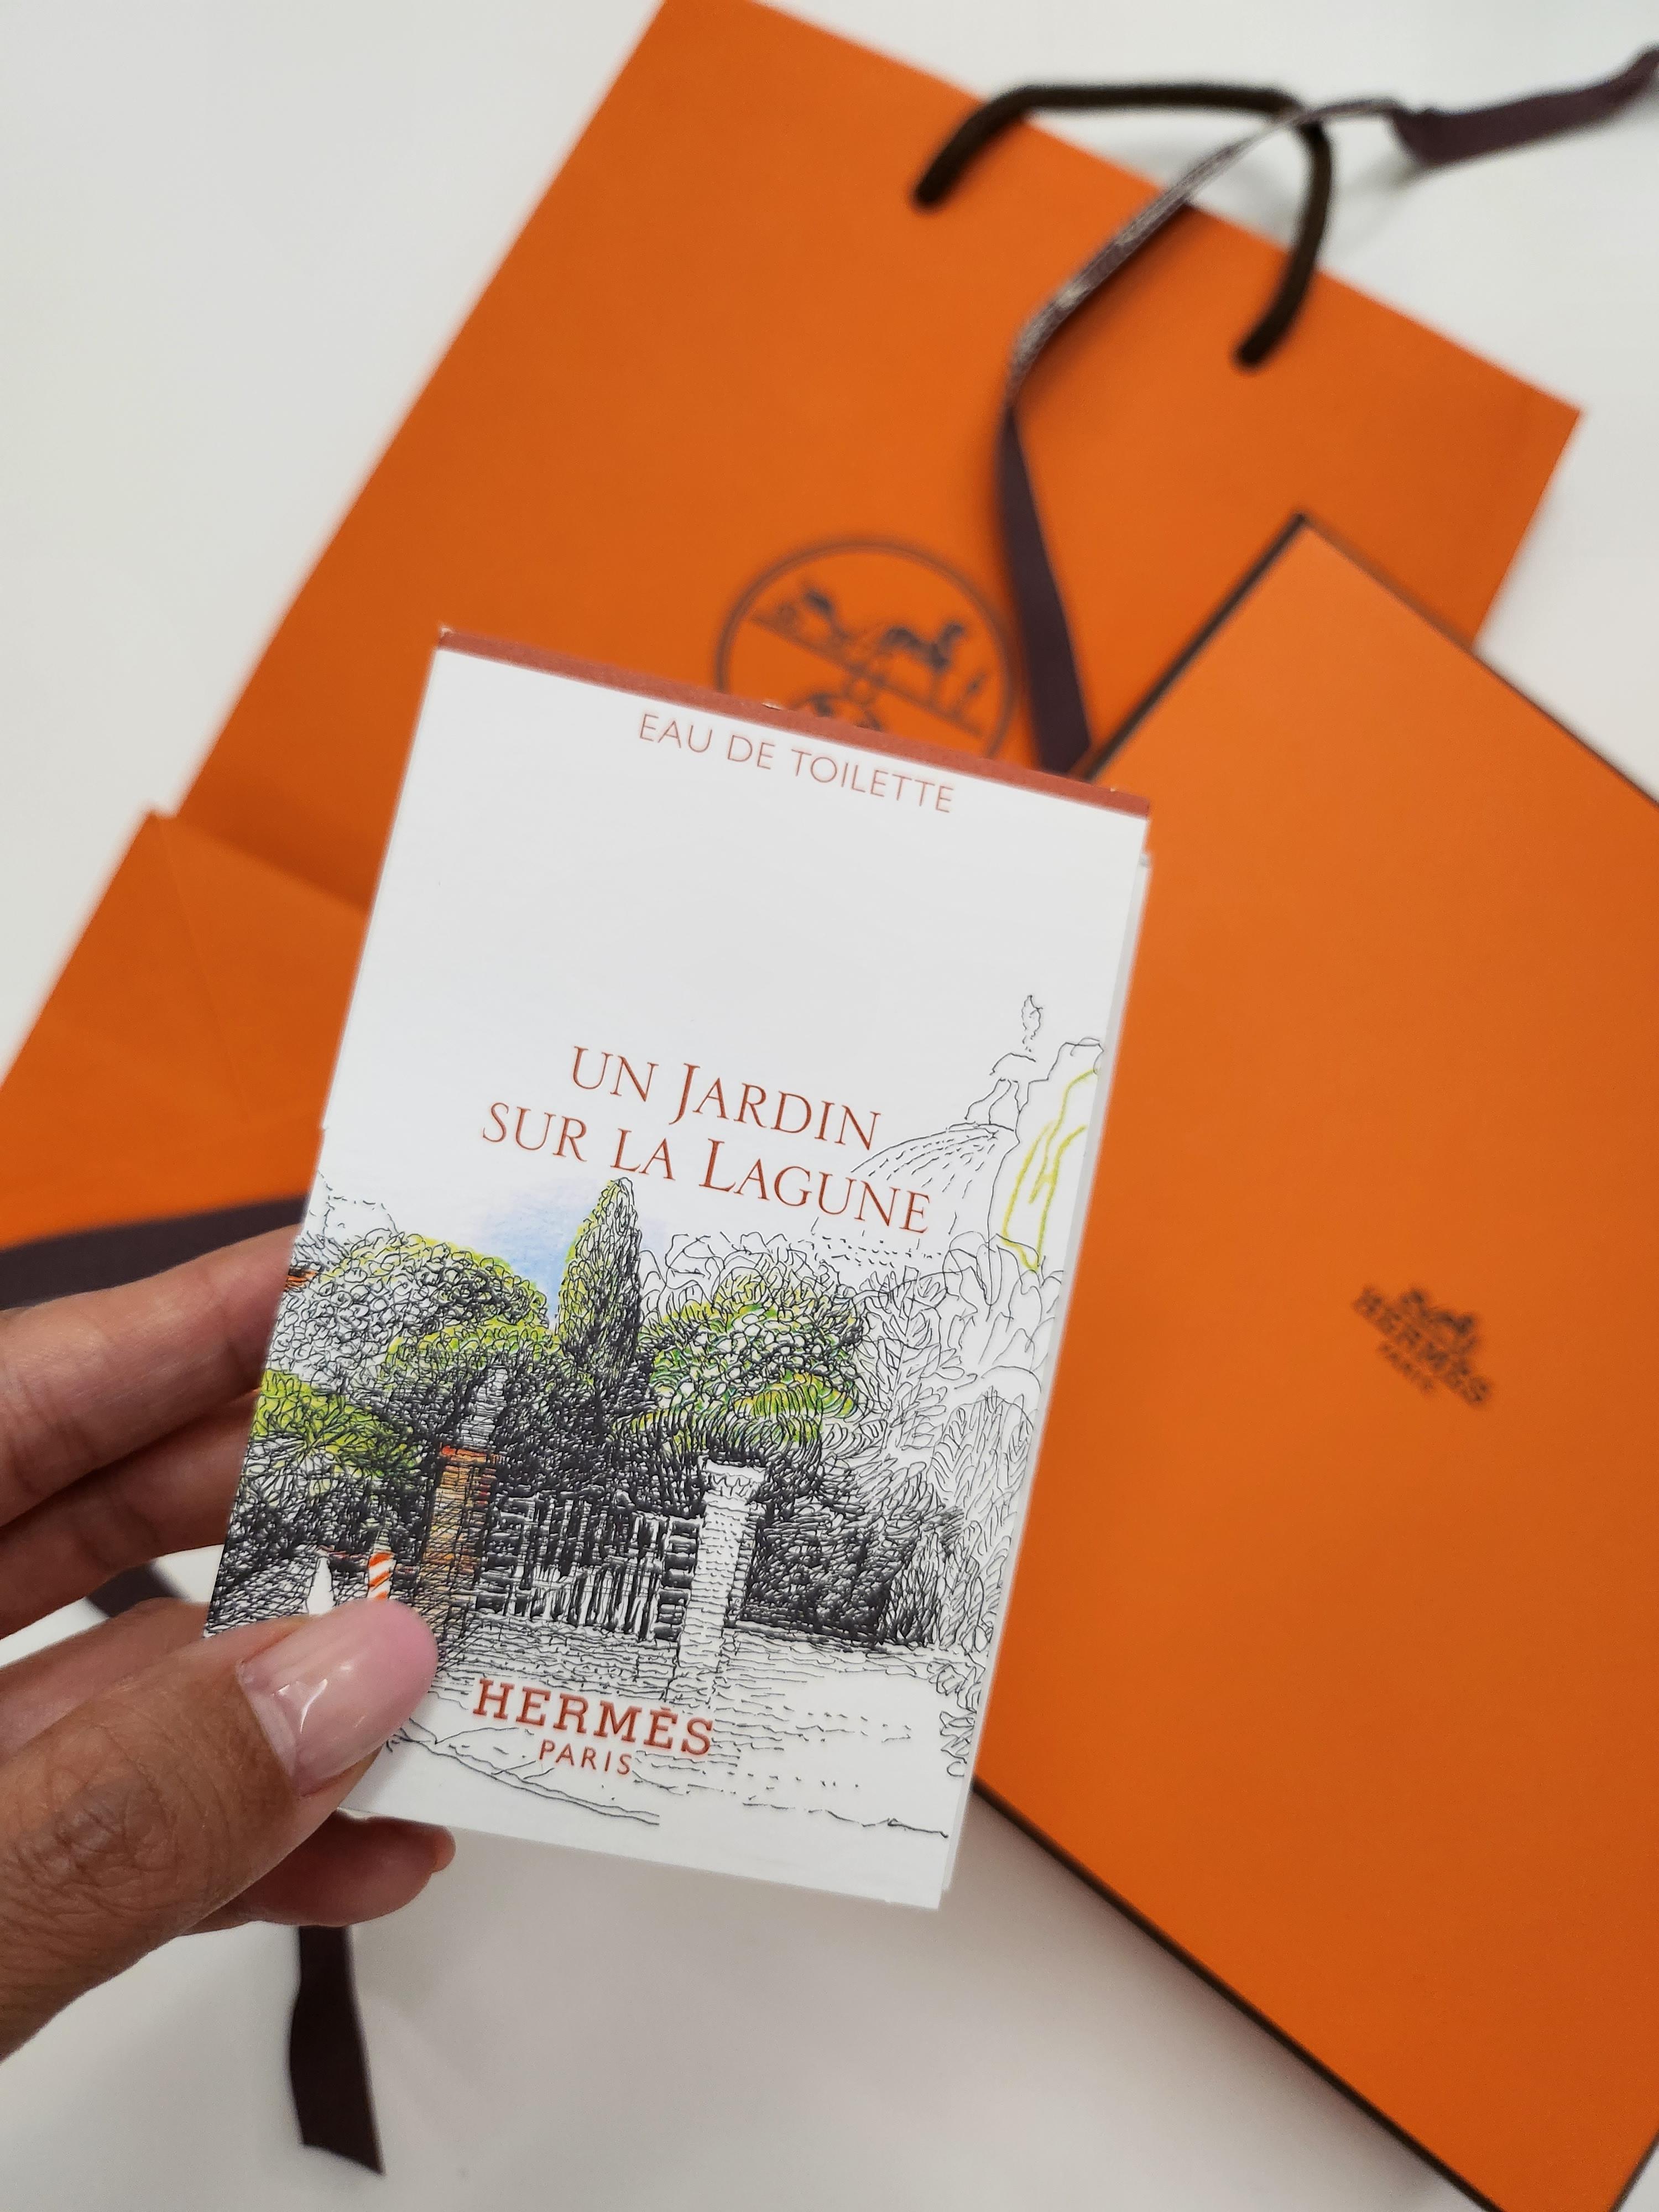 EAU DE TOILETTE
UN JARDIN
SUR LA LAGUNE
HERMÈS
PARIS
HERMÈS
PARIS